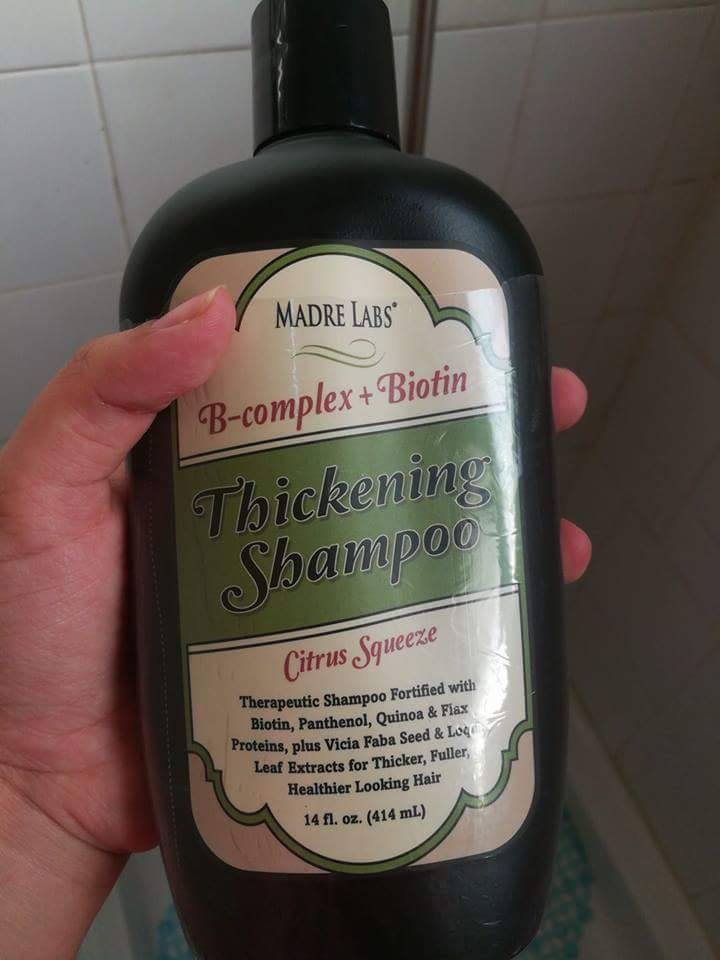 MADRE LABS®
B-complex + Biotin
Thickening
Shampoo
Citrus Squeeze
Therapeutic Shampoo Fortified with
Biotin, Panthenol, Quinoa & Flax
Proteins, plus Vicia Faba Seed &
Leaf Extracts for Thicker, Fuller,
Healthier Looking Hair
14 fl. oz. (414 mL)